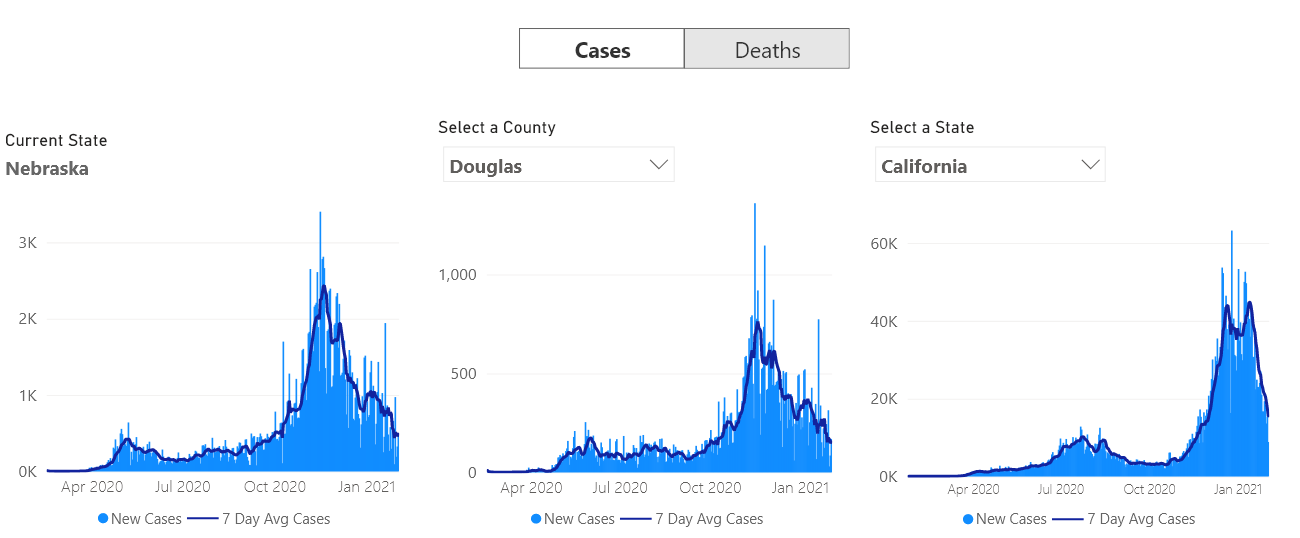 Cases Deaths
Current State
Nebraska
3K
2K
1K
0K
Apr 2020 Jul 2020 Oct 2020 Jan 2021
New Cases 7 Day Avg Cases
Select a County
Douglas
1,000
500
0
Apr 2020 Jul 2020 Oct 2020 Jan 2021
New Cases 7 Day Avg Cases
Select a State
California
60K
40K
20K
0K
Apr 2020 Jul 2020 Oct 2020 Jan 2021
New Cases 7 Day Avg Cases